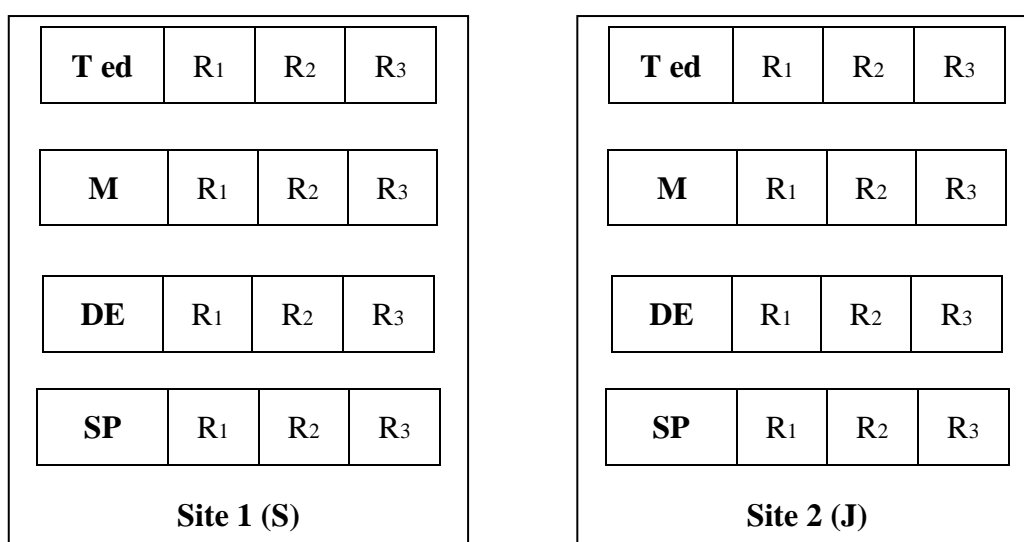 T ed R1 R2 R3
M R1 R2 R3
DE R1 R2 R3
SP R1 R2 R3
Site 1 (S)
T ed R1 R2 R3
M R1 R2 R3
DE R1 R2 R3
SP R1 R2 R3
Site 2 (J)